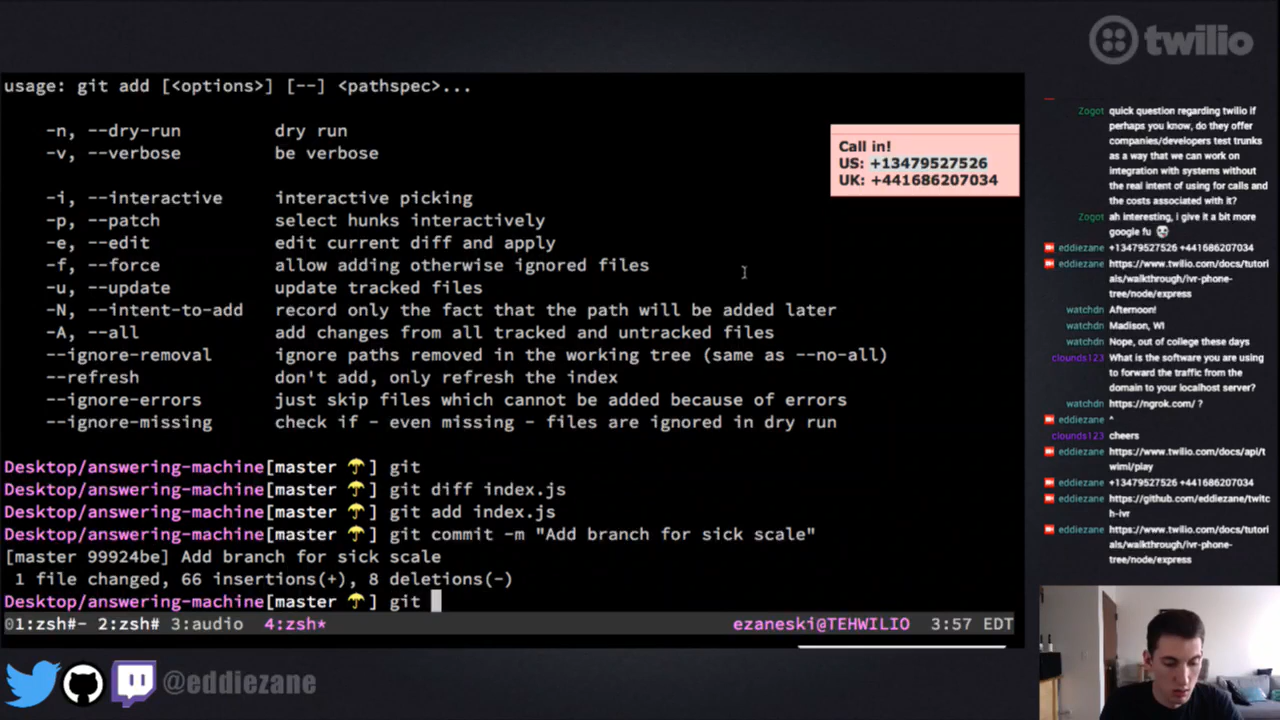 twilio
usage: git add [<options>] [--] <pathspec>...
-n, --dry-run dry run
-v, --verbose be verbose
-i, --interactive interactive picking
-p, --patch select hunks interactively
-e, --edit edit current diff and apply
-f, --force allow adding otherwise ignored files
-u, --update update tracked files
-N, --intent-to-add record only the fact that the path will be added later
-A, --all add changes from all tracked and untracked files
--ignore-removal ignore paths removed in the working tree (same as --no-all)
--refresh don't add, only refresh the index
--ignore-errors just skip files which cannot be added because of errors
--ignore-missing check if - even missing - files are ignored in dry run
Desktop/answering-machine[master ☂] git
Desktop/answering-machine[master ☂] git diff index.js
Desktop/answering-machine[master ☂] git add index.js
Desktop/answering-machine[master ☂] git commit -m "Add branch for sick scale"
[master 99924be] Add branch for sick scale
1 file changed, 66 insertions(+), 8 deletions(-)
Desktop/answering-machine[master ☂] git
01:zsh#- 2:zsh# 3:audio 4:zsh* ezaneski@TEHWILIO 3:57 EDT
Call in!
US: +13479527526
UK: +441686207034
Zogot quick question regarding twilio if
perhaps you know, do they offer
companies/developers test trunks
as a way that we can work on
integration with systems without
the real intent of using for calls and
the costs associated with it?
Zogot ah interesting, i give it a bit more
google fu
eddiezane +13479527526 +441686207034
eddiezane https://www.twilio.com/docs/tutori
als/walkthrough/ivr-phone-
tree/node/express
watchdn Afternoon!
watchdn Madison, WI
watchdn Nope, out of college these days
clounds123 What is the software you are using
to forward the traffic from the
domain to your localhost server?
watchdn https://ngrok.com/ ?
eddiezane ^
clounds123 cheers
eddiezane https://www.twilio.com/docs/api/t
wiml/play
eddiezane +13479527526 +441686207034
eddiezane https://github.com/eddiezane/twitc
h-ivr
eddiezane https://www.twilio.com/docs/tutori
als/walkthrough/ivr-phone-
tree/node/express
@eddiezane